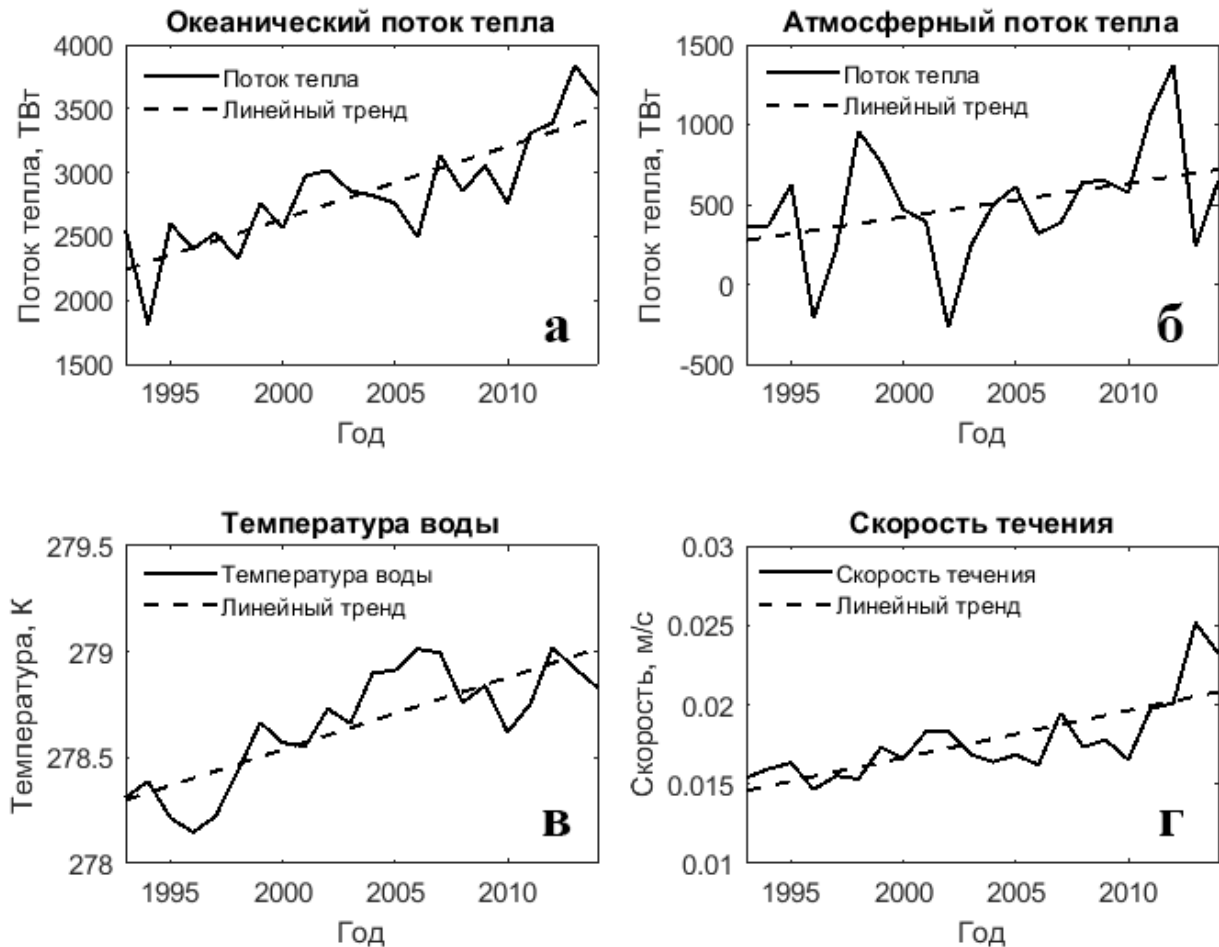 Океанический поток тепла
Поток тепла, ТВт
4000
3500
3000
2500
2000
1500
Поток тепла
Линейный тренд
а
1995
2000
2005
2010
Год
Атмосферный поток тепла
Поток тепла, ТВт
1500
1000
500
0
-500
Поток тепла
Линейный тренд
б
1995
2000
2005
2010
Год
Температура воды
Температура, К
279.5
279
278.5
278
Температура воды
Линейный тренд
в
1995
2000
2005
2010
Год
Скорость течения
Скорость, м/с
0.03
0.025
0.02
0.015
0.01
Скорость течения
Линейный тренд
г
1995
2000
2005
2010
Год